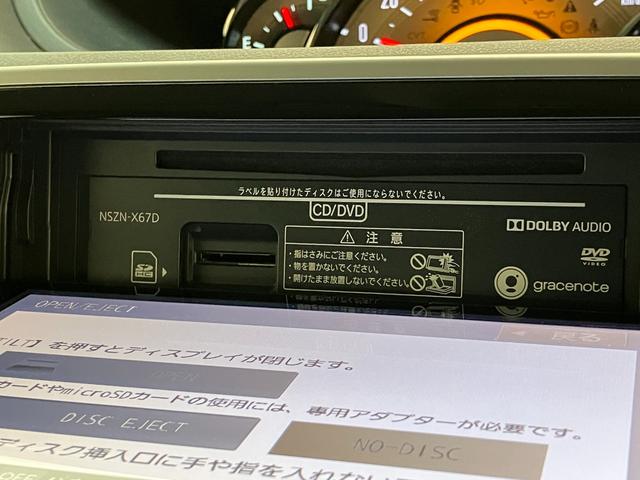 E
0
20
ラベルを貼り付けたディスクはご使用にならないでください。
CD/DVD
NSZN-X67D
DOLBY AUDIO
注意
・指はさみにご注意ください。
・物を置かないでください。
・開けたまま放置しないでください。
SD HC
DVD VIDEO
gracenote
OPEN/EJECT
戻る
TILT】を押すとディスプレイが閉じます。
OPEN
カードやmicroSDカードの使用には、専用アダプターが必要です。
DISC EJECT
NO-DISC
ディスク挿入口に手や指を入れない